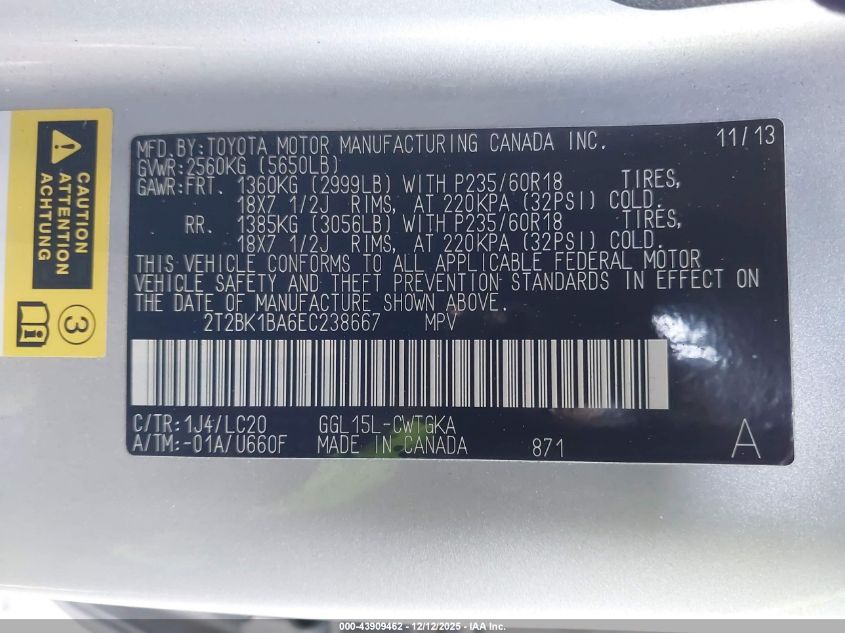 MFD.BY:TOYOTA MOTOR MANUFACTURING CANADA INC. 11/13
GVWR:2560KG (5650LB)
GAWR:FRT. 1360KG (2999LB) WITH P235/60R18 TIRES,
18X7 1/2J RIMS, AT 220KPA (32PSI) COLD.
RR. 1385KG (3056LB) WITH P235/60R18 TIRES,
18X7 1/2J RIMS, AT 220KPA (32PSI) COLD.
THIS VEHICLE CONFORMS TO ALL APPLICABLE FEDERAL MOTOR
VEHICLE SAFETY AND THEFT PREVENTION STANDARDS IN EFFECT ON
THE DATE OF MANUFACTURE SHOWN ABOVE.
2T2BK1BA6EC238667 MPV
C/TR:1J4/LC20 GGL15L-CWTGKA
A/TM:-01A/U660F MADE IN CANADA 871 A
CAUTION
ATTENTION
ACHTUNG
3
000-43909462 - 12/12/2025 - IAA Inc.